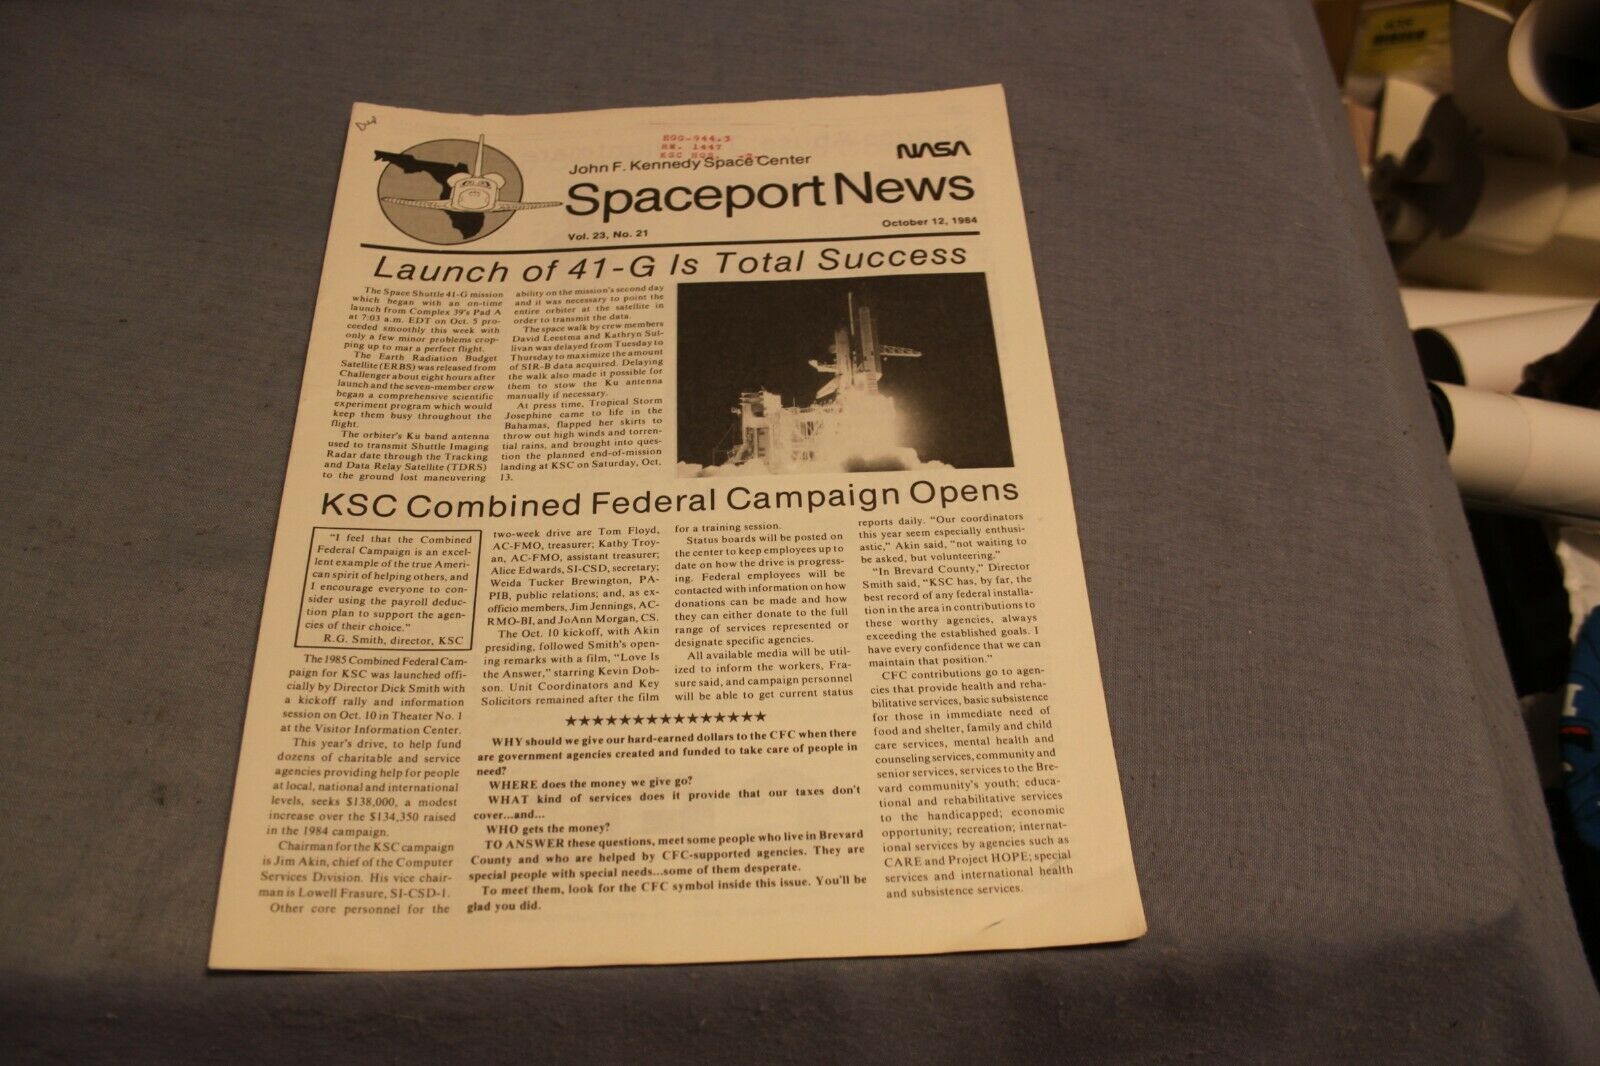 Dup
EGG-944.3
RM. 1447
KSC HQS.
John F. Kennedy Space Center
NASA
Spaceport News
Vol. 23, No. 21
October 12, 1984
Launch of 41-G Is Total Success
The Space Shuttle 41-G mission
which began with an on-time
launch from Complex 39's Pad A
at 7:03 a.m. EDT on Oct. 5 pro-
ceeded smoothly this week with
only a few minor problems crop-
ping up to mar a perfect flight.
The Earth Radiation Budget
Satellite (ERBS) was released from
Challenger about eight hours after
launch and the seven-member crew
began a comprehensive scientific
experiment program which would
keep them busy throughout the
flight.
The orbiter's Ku band antenna
used to transmit Shuttle Imaging
Radar date through the Tracking
and Data Relay Satellite (TDRS)
to the ground lost maneuvering
ability on the mission's second day
and it was necessary to point the
entire orbiter at the satellite in
order to transmit the data.
The space walk by crew members
David Leestma and Kathryn Sul-
livan was delayed from Tuesday to
Thursday to maximize the amount
of SIR-B data acquired. Delaying
the walk also made it possible for
them to stow the Ku antenna
manually if necessary.
At press time, Tropical Storm
Josephine came to life in the
Bahamas, flapped her skirts to
throw out high winds and torren-
tial rains, and brought into ques-
tion the planned end-of-mission
landing at KSC on Saturday, Oct.
13.
KSC Combined Federal Campaign Opens
"I feel that the Combined
Federal Campaign is an excel-
lent example of the true Ameri-
can spirit of helping others, and
I encourage everyone to con-
sider using the payroll deduc-
tion plan to support the agen-
cies of their choice."
R.G. Smith, director, KSC
The 1985 Combined Federal Cam-
paign for KSC was launched offi-
cially by Director Dick Smith with
a kickoff rally and information
session on Oct. 10 in Theater No. 1
at the Visitor Information Center.
This year's drive, to help fund
dozens of charitable and service
agencies providing help for people
at local, national and international
levels, seeks $138,000, a modest
increase over the $134,350 raised
in the 1984 campaign.
Chairman for the KSC campaign
is Jim Akin, chief of the Computer
Services Division. His vice chair-
man is Lowell Frasure, SI-CSD-1.
Other core personnel for the
two-week drive are Tom Floyd,
AC-FMO, treasurer; Kathy Troy-
an, AC-FMO, assistant treasurer;
Alice Edwards, SI-CSD, secretary;
Weida Tucker Brewington, PA-
PIB, public relations; and, as ex-
officio members, Jim Jennings, AC-
RMO-BI, and JoAnn Morgan, CS.
The Oct. 10 kickoff, with Akin
presiding, followed Smith's open-
ing remarks with a film, "Love Is
the Answer," starring Kevin Dob-
son. Unit Coordinators and Key
Solicitors remained after the film
for a training session.
Status boards will be posted on
the center to keep employees up to
date on how the drive is progress-
ing. Federal employees will be
contacted with information on how
donations can be made and how
they can either donate to the full
range of services represented or
designate specific agencies.
All available media will be util-
ized to inform the workers, Fra-
sure said, and campaign personnel
will be able to get current status
reports daily. "Our coordinators
this year seem especially enthusi-
astic," Akin said, "not waiting to
be asked, but volunteering."
"In Brevard County," Director
Smith said, "KSC has, by far, the
best record of any federal installa-
tion in the area in contributions to
these worthy agencies, always
exceeding the established goals. I
have every confidence that we can
maintain that position."
CFC contributions go to agen-
cies that provide health and reha-
bilitative services, basic subsistence
for those in immediate need of
food and shelter, family and child
care services, mental health and
counseling services, community and
senior services, services to the Bre-
vard community's youth; educa-
tional and rehabilitative services
to the handicapped; economic
opportunity; recreation; internat-
ional services by agencies such as
CARE and Project HOPE; special
services and international health
and subsistence services.
★★★★★★★★★★★★★★★
WHY should we give our hard-earned dollars to the CFC when there
are government agencies created and funded to take care of people in
need?
WHERE does the money we give go?
WHAT kind of services does it provide that our taxes don't
cover...and...
WHO gets the money?
TO ANSWER these questions, meet some people who live in Brevard
County and who are helped by CFC-supported agencies. They are
special people with special needs...some of them desperate.
To meet them, look for the CFC symbol inside this issue. You'll be
glad you did.